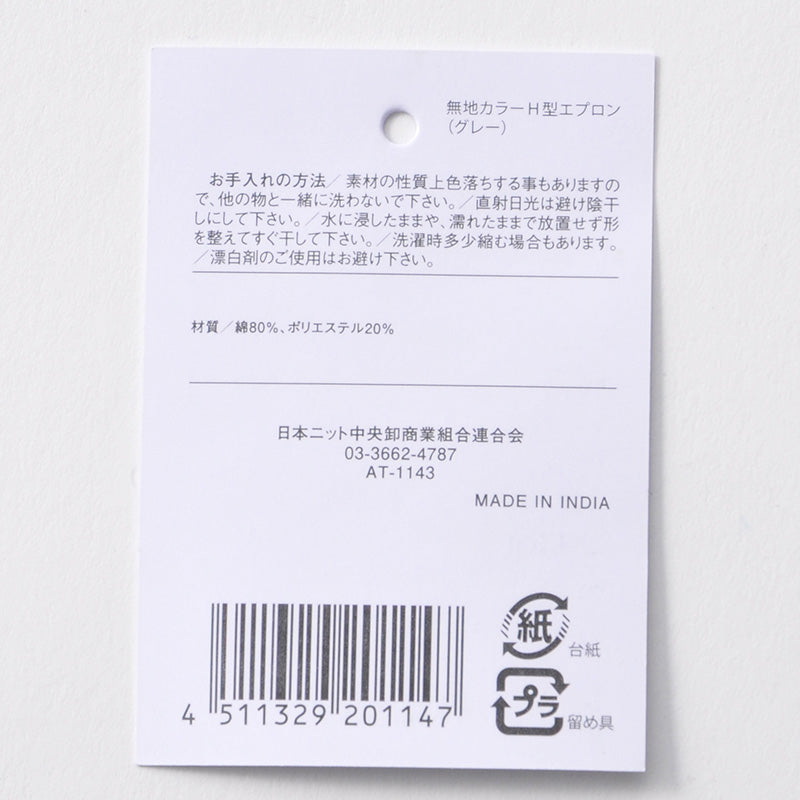 無地カラーH型エプロン
(グレー)
お手入れの方法／素材の性質上色落ちする事もありますの
で、他の物と一緒に洗わないで下さい。／直射日光は避け陰干
しにして下さい。／水に浸したままや、濡れたままで放置せず形
を整えてすぐ干して下さい。／洗濯時多少縮む場合もあります。
／漂白剤のご使用はお避け下さい。
材質／綿80%、ポリエステル20%
日本ニット中央卸商業組合連合会
03-3662-4787
AT-1143
MADE IN INDIA
紙
台紙
プラ
留め具
4 511329 201147